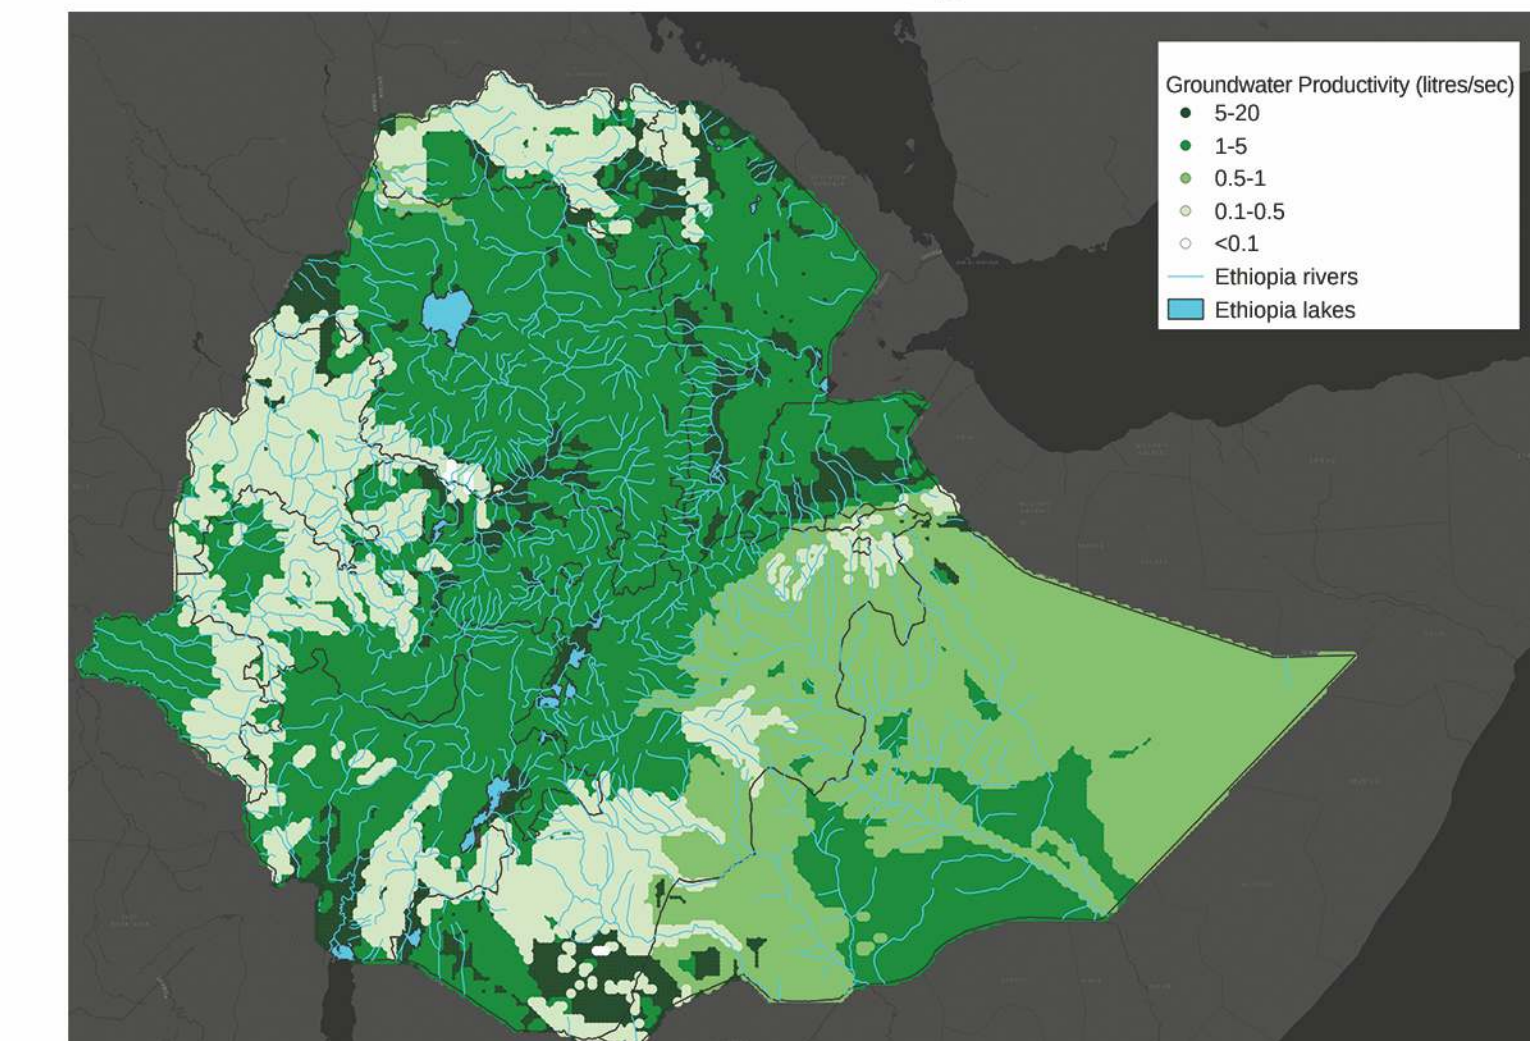 Groundwater Productivity (litres/sec)
5-20
1-5
0.5-1
0.1-0.5
<0.1
Ethiopia rivers
Ethiopia lakes